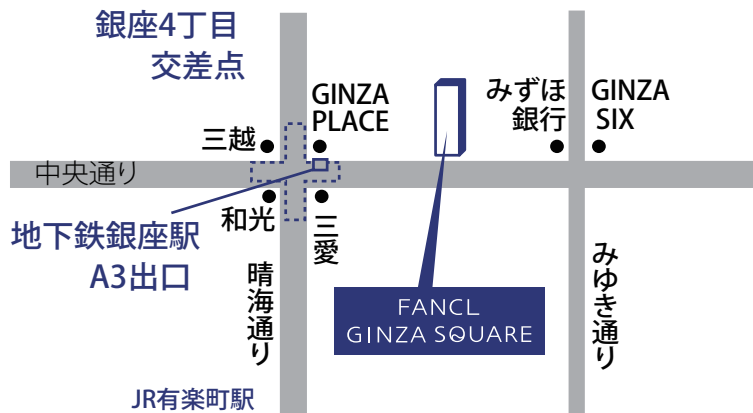 銀座4丁目
交差点
GINZA
PLACE
みずほ
銀行
GINZA
SIX
三越
中央通り
和光
三愛
地下鉄銀座駅
A3出口
晴海通り
みゆき通り
FANCL
GINZA SQUARE
JR有楽町駅